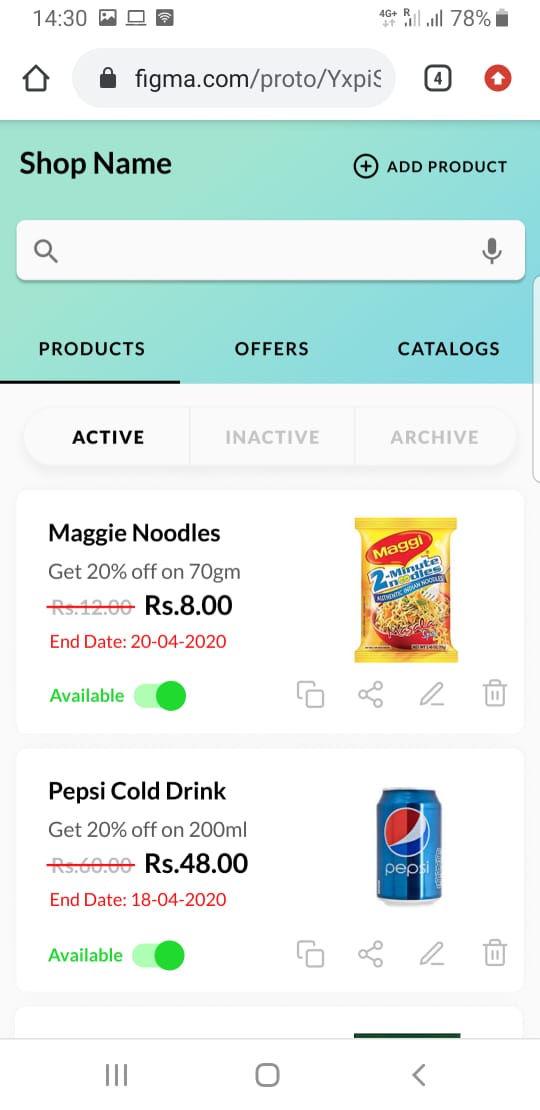 14:30 4G+ R 78%
figma.com/proto/YxpiS 4
Shop Name ADD PRODUCT
PRODUCTS OFFERS CATALOGS
ACTIVE INACTIVE ARCHIVE
Maggie Noodles
Get 20% off on 70gm
Rs.12.00 Rs.8.00
End Date: 20-04-2020
Maggi
2-Minute
noodles
AUTHENTIC INDIAN NOODLES
masala
Spicy
Available
Pepsi Cold Drink
Get 20% off on 200ml
Rs.60.00 Rs.48.00
End Date: 18-04-2020
pepsi
Available